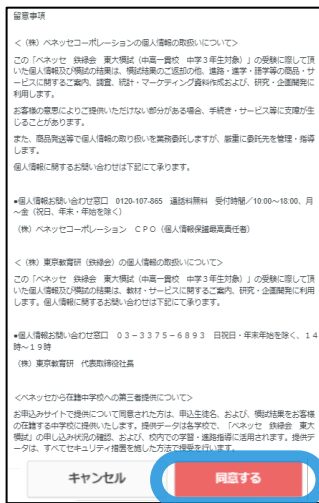 留意事項
＜（株）ベネッセコーポレーションの個人情報の取扱いについて＞
この「ベネッセ 鉄緑会 東大模試（中高一貫校 中学3年生対象）」の受験に際して頂
いた個人情報及び模試の結果は、模試結果のご返却の他、進路・進学・語学等の商品・サ
ービスに関するご案内、調査、統計・マーケティング資料作成および、研究・企画開発に
利用します。
お客様の意思によりご提供いただけない部分がある場合、手続き・サービス等に支障が生
じることがあります。
また、商品発送等で個人情報の取り扱いを業務委託しますが、厳重に委託先を管理・指導
します。
個人情報に関するお問い合わせは下記にて承ります。
●個人情報お問い合わせ窓口 0120-107-865 通話料無料 受付時間／10:00～18:00、月
～金（祝日、年末・年始を除く）
（株）ベネッセコーポレーション ＣＰＯ（個人情報保護最高責任者）
＜（株）東京教育研（鉄緑会）の個人情報の取扱いについて＞
この「ベネッセ 鉄緑会 東大模試（中高一貫校 中学３年生対象）」の受験に際して頂
いた個人情報及び模試の結果は、教材・サービスに関するご案内、研究・企画開発に利用
します。個人情報に関するお問い合わせは下記にて承ります。
●個人情報お問い合わせ窓口 ０３－３３７５－６８９３ 日祝日・年末年始を除く、１４
時～１９時
（株）東京教育研 代表取締役社長
＜ベネッセから在籍中学校への第三者提供について＞
お申込みサイトで提供について同意された方は、申込生徒名、および、模試結果をお客様
の在籍する中学校に提供いたします。提供データは各学校で、「ベネッセ 鉄緑会 東大
模試」の申し込み状況の確認、および、校内での学習・進路指導に活用されます。提供デ
ータは、すべてセキュリティ措置を施した方法で授受を行います。
キャンセル
同意する